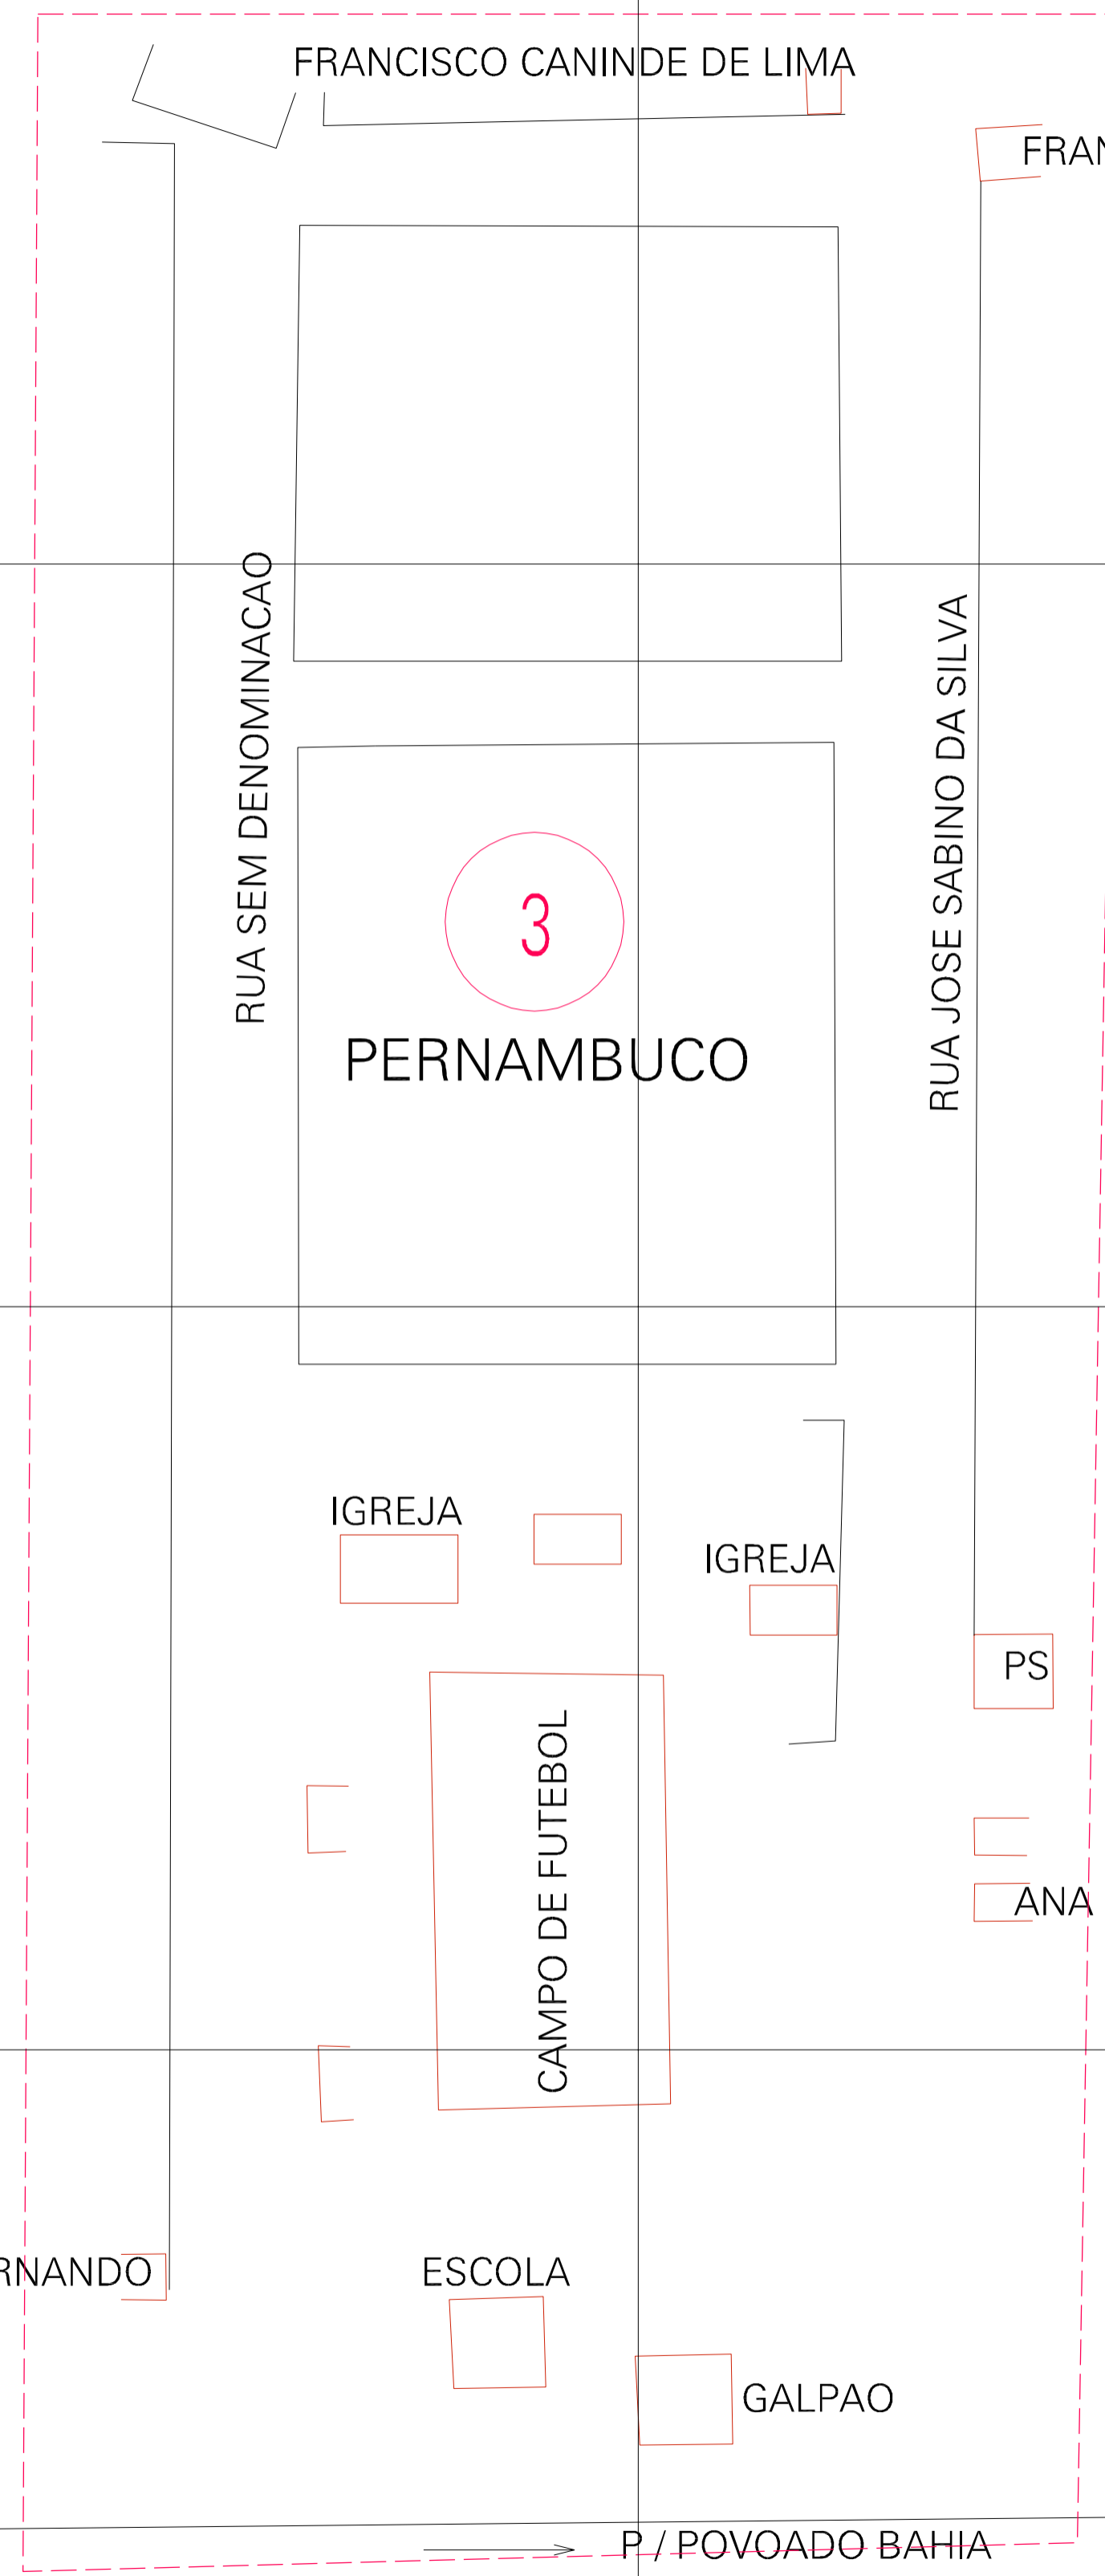 FRANCISCO CANINDE DE LIMA
FRAN
RUA SEM DENOMINACAO
RUA JOSE SABINO DA SILVA
3
PERNAMBUCO
IGREJA
IGREJA
PS
CAMPO DE FUTEBOL
ANA
RNANDO
ESCOLA
GALPAO
P / POVOADO BAHIA